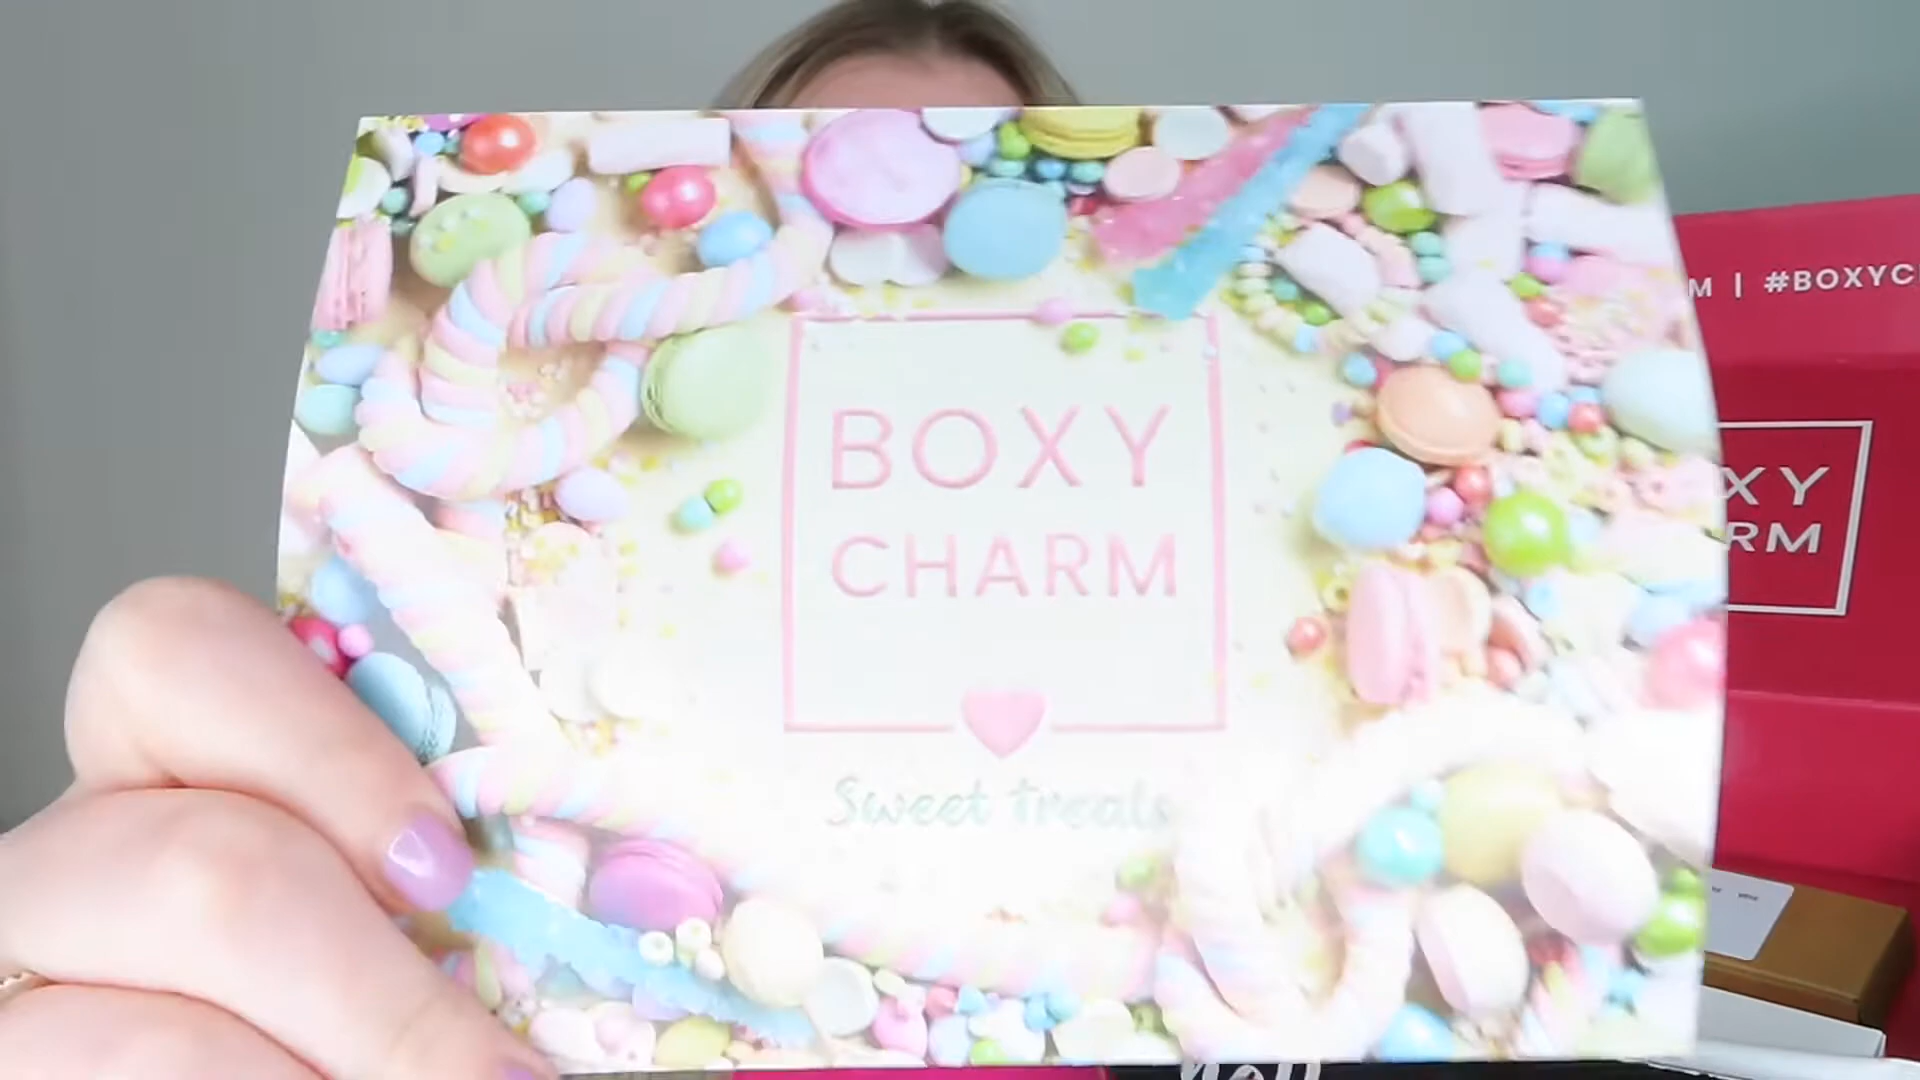 BOXY
CHARM
Sweet treats
M | #BOXYC
XY
RM